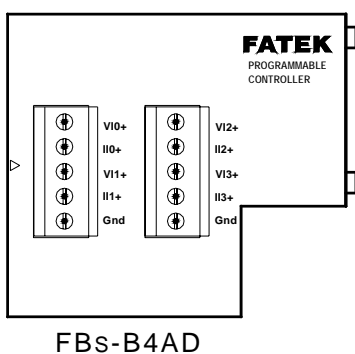 FATEK
PROGRAMMABLE
CONTROLLER
VI0+
II0+
VI1+
II1+
Gnd
VI2+
II2+
VI3+
II3+
Gnd
FBs-B4AD